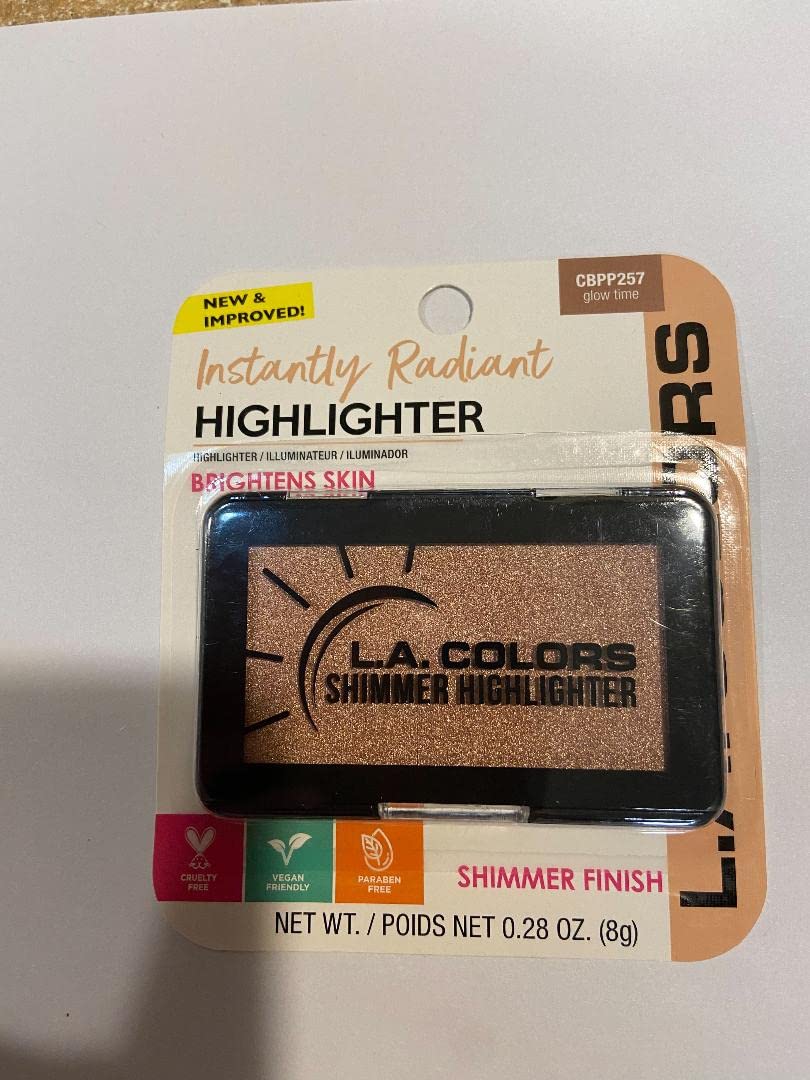 NEW &
IMPROVED!
CBPP257
glow time
Instantly Radiant
HIGHLIGHTER
HIGHLIGHTER / ILLUMINATEUR / ILUMINADOR
BRIGHTENS SKIN
L.A. COLORS
SHIMMER HIGHLIGHTER
CRUELTY
FREE
VEGAN
FRIENDLY
PARABEN
FREE
SHIMMER FINISH
NET WT. / POIDS NET 0.28 OZ. (8g)